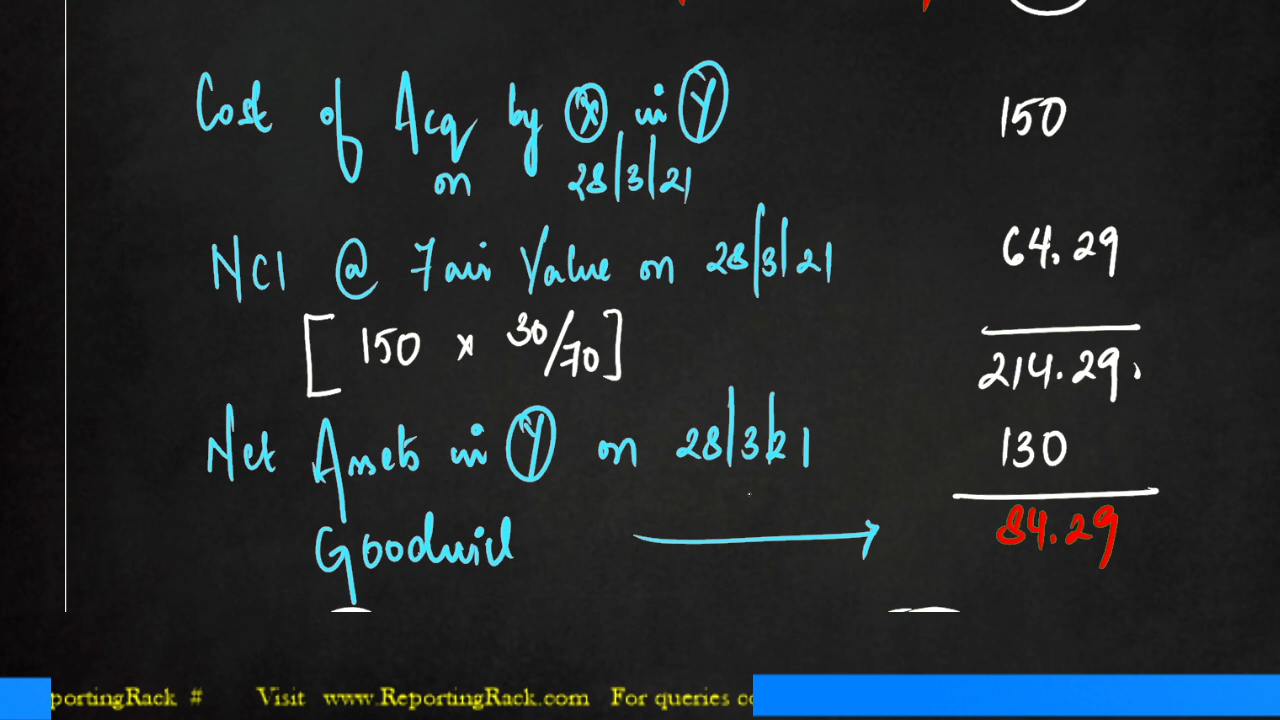 Cost of Acq by X in Y 150
on 28/3/21
NCI @ Fair Value on 28/3/21 64.29
[ 150 x 30/70 ]
214.29
Net Assets in Y on 28/3/21 130
Goodwill → 84.29
portingRack # Visit www.ReportingRack.com For queries co